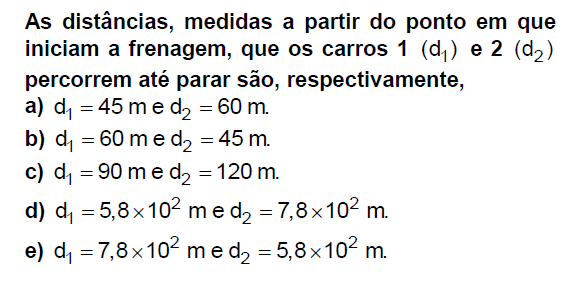 As distâncias, medidas a partir do ponto em que
iniciam a frenagem, que os carros 1 (d₁) e 2 (d₂)
percorrem até parar são, respectivamente,
a) d₁ = 45 m e d₂ = 60 m.
b) d₁ = 60 m e d₂ = 45 m.
c) d₁ = 90 m e d₂ = 120 m.
d) d₁ = 5,8×10² m e d₂ = 7,8×10² m.
e) d₁ = 7,8×10² m e d₂ = 5,8×10² m.